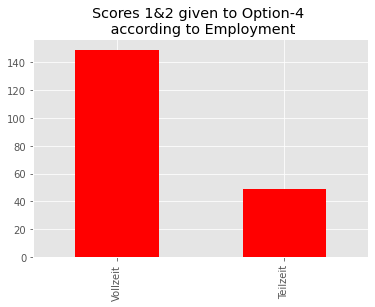 Scores 1&2 given to Option-4
according to Employment
140
120
100
80
60
40
20
0
Vollzeit
Teilzeit